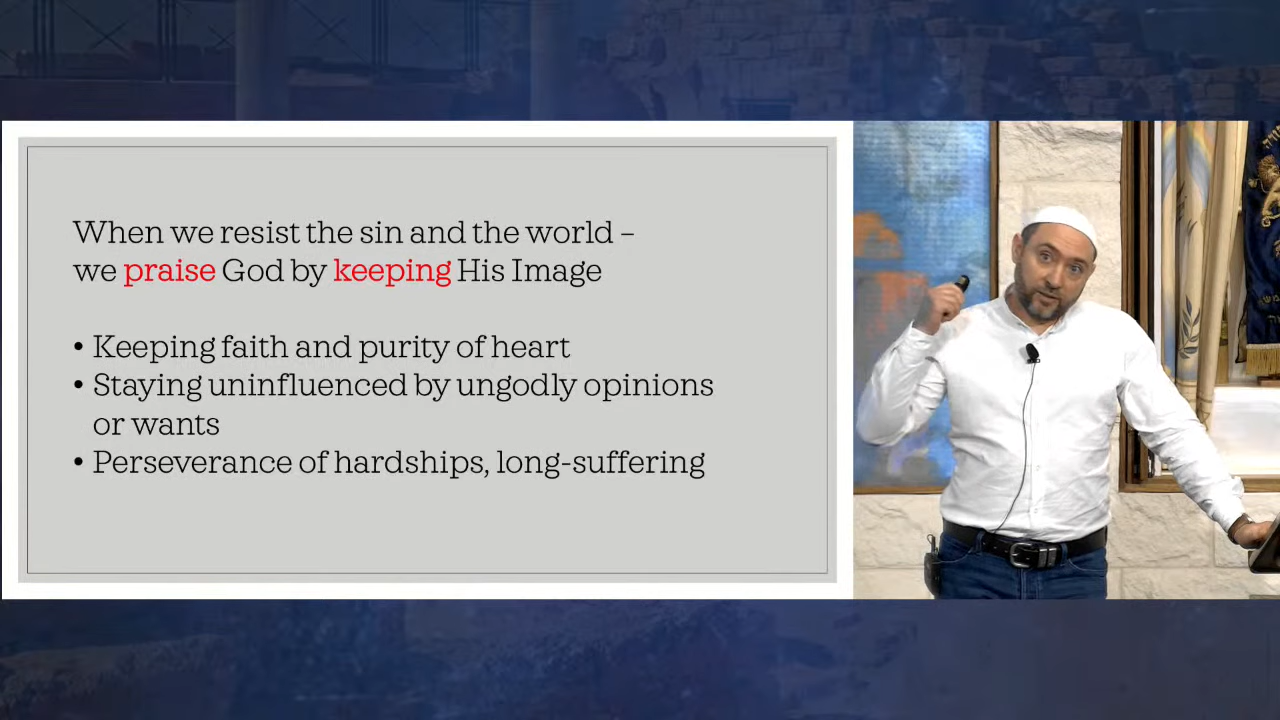 When we resist the sin and the world –
we praise God by keeping His Image
• Keeping faith and purity of heart
• Staying uninfluenced by ungodly opinions
or wants
• Perseverance of hardships, long-suffering